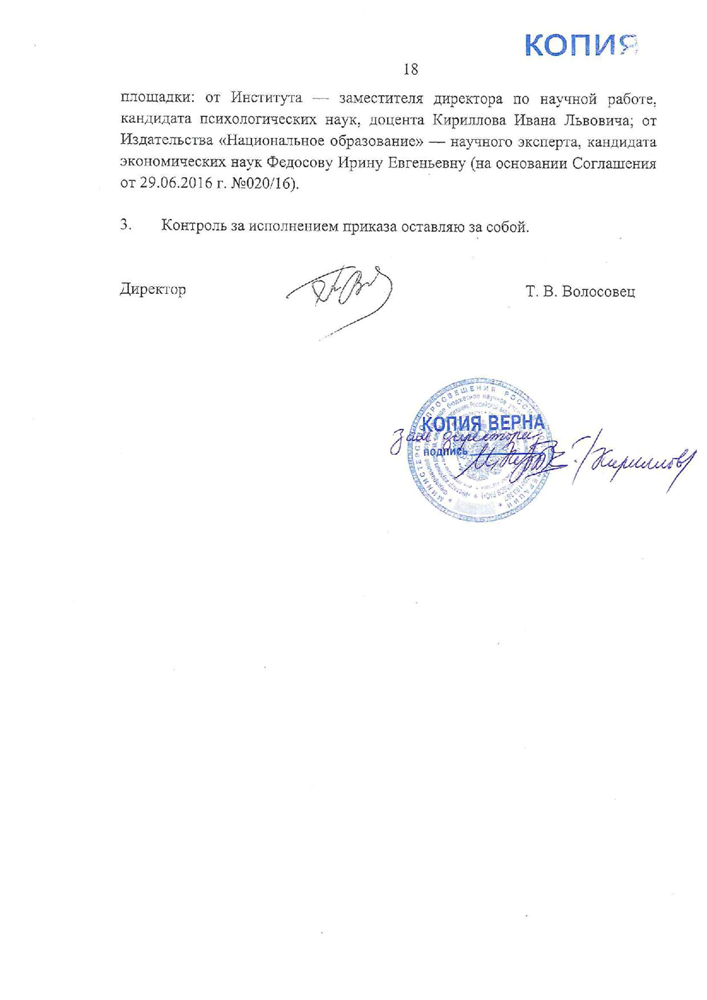 КОПИЯ
18
площадки: от Института — заместителя директора по научной работе,
кандидата психологических наук, доцента Кириллова Ивана Львовича; от
Издательства «Национальное образование» — научного эксперта, кандидата
экономических наук Федосову Ирину Евгеньевну (на основании Соглашения
от 29.06.2016 г. №020/16).
3. Контроль за исполнением приказа оставляю за собой.
Директор Т. В. Волосовец
КОПИЯ ВЕРНА
Зам. директора
подпись
/Кириллов/